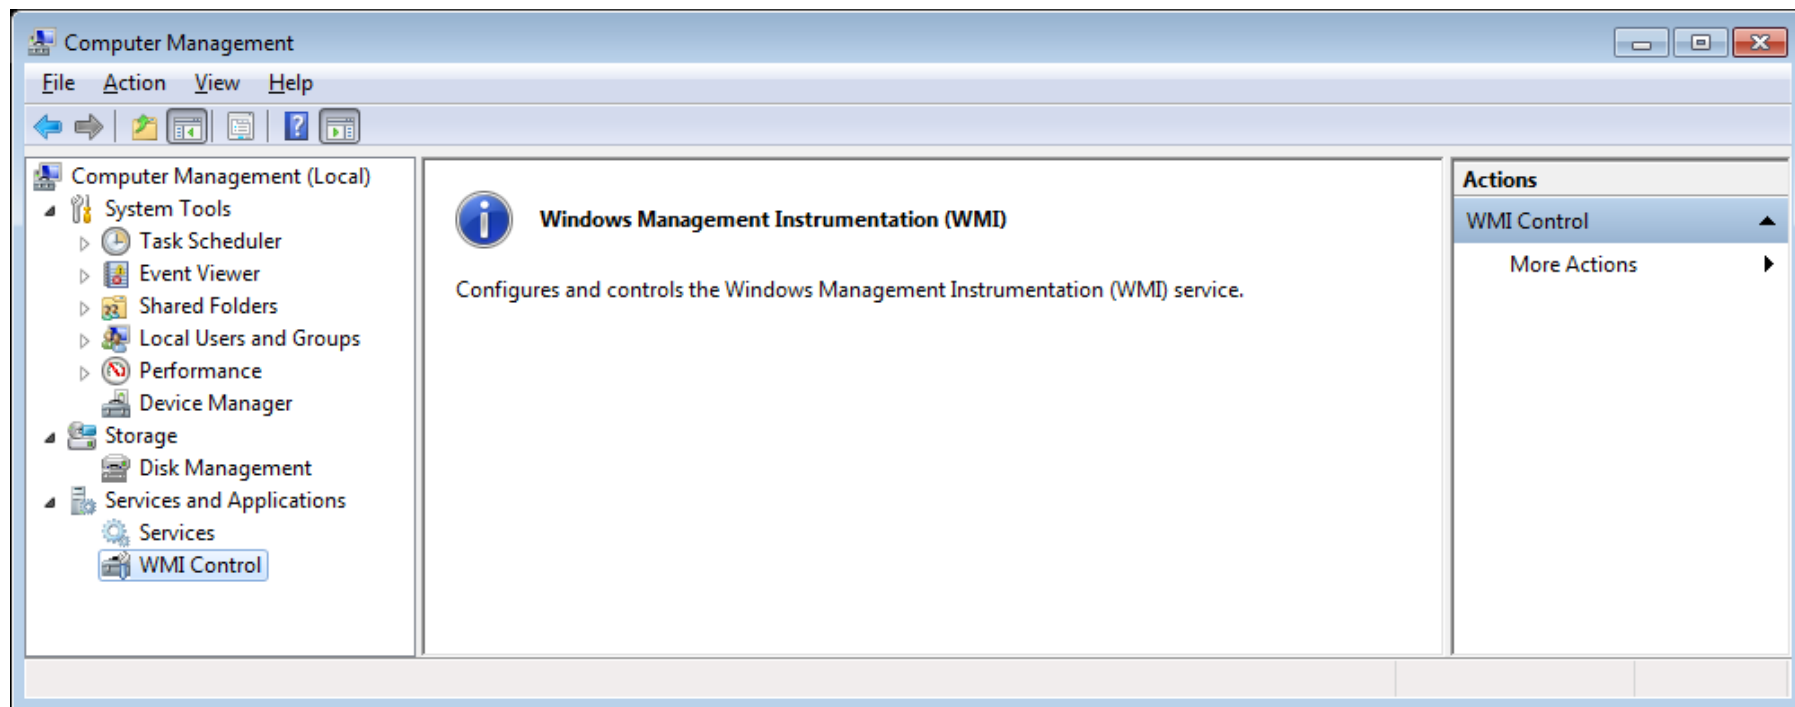 Computer Management
File Action View Help
Computer Management (Local)
System Tools
Task Scheduler
Event Viewer
Shared Folders
Local Users and Groups
Performance
Device Manager
Storage
Disk Management
Services and Applications
Services
WMI Control
Windows Management Instrumentation (WMI)
Configures and controls the Windows Management Instrumentation (WMI) service.
Actions
WMI Control
More Actions